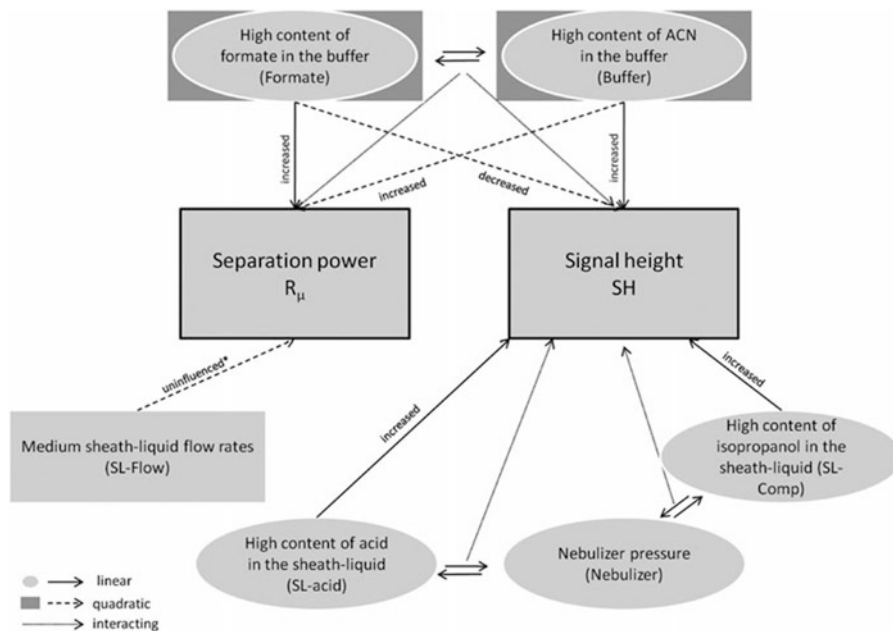 High content of
formate in the buffer
(Formate)
High content of ACN
in the buffer
(Buffer)
increased
increased
decreased
increased
Separation power
Rμ
Signal height
SH
uninfluenced*
increased
increased
Medium sheath-liquid flow rates
(SL-Flow)
High content of
isopropanol in the
sheath-liquid (SL-
Comp)
High content of acid
in the sheath-liquid
(SL-acid)
Nebulizer pressure
(Nebulizer)
linear
quadratic
interacting